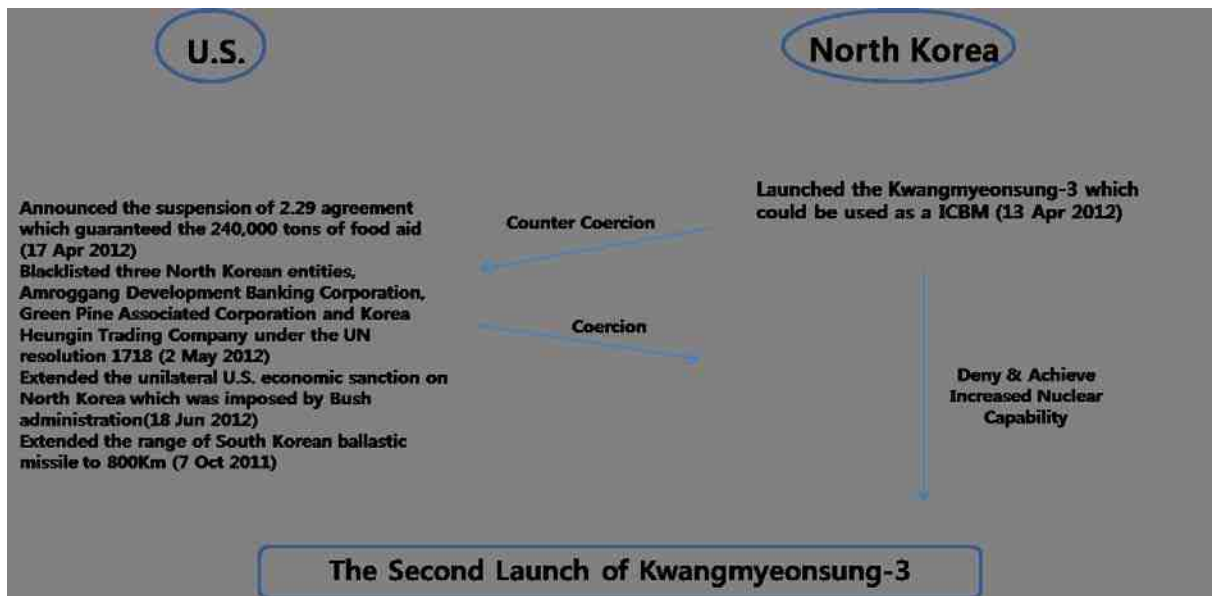 U.S.
North Korea
Announced the suspension of 2.29 agreement
which guaranteed the 240,000 tons of food aid
(17 Apr 2012)
Blacklisted three North Korean entities,
Amroggang Development Banking Corporation,
Green Pine Associated Corporation and Korea
Heungin Trading Company under the UN
resolution 1718 (2 May 2012)
Extended the unilateral U.S. economic sanction on
North Korea which was imposed by Bush
administration(18 Jun 2012)
Extended the range of South Korean ballastic
missile to 800Km (7 Oct 2011)
Counter Coercion
Coercion
Launched the Kwangmyeonsung-3 which
could be used as a ICBM (13 Apr 2012)
Deny & Achieve
Increased Nuclear
Capability
The Second Launch of Kwangmyeonsung-3